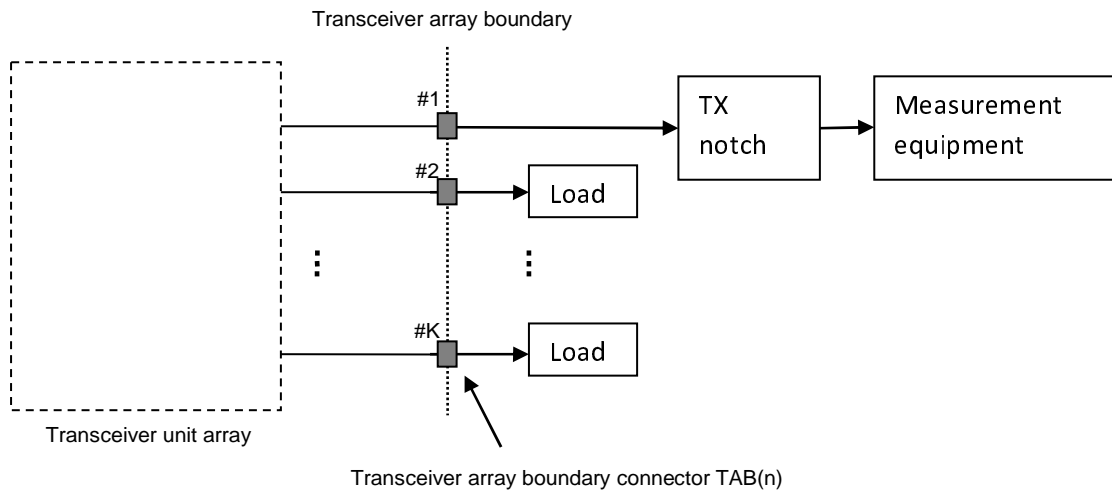 Transceiver array boundary
#1
TX
notch
Measurement
equipment
#2
Load
#K
Load
Transceiver unit array
Transceiver array boundary connector TAB(n)